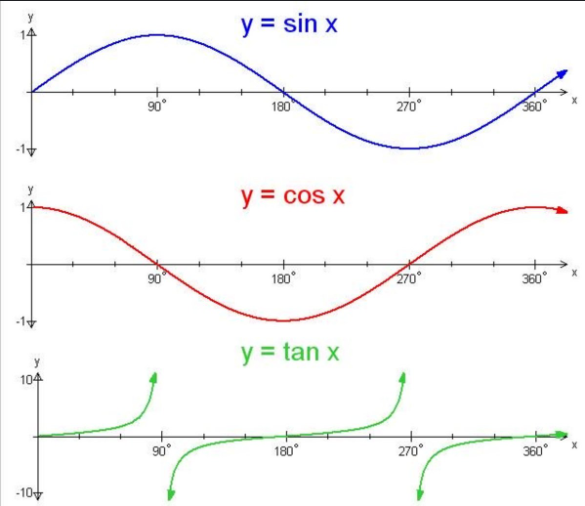 y
y = sin x
1
90° 180° 270° 360° x
-1
y
y = cos x
1
90° 180° 270° 360° x
-1
y = tan x
y
10
90° 180° 270° 360° x
-10